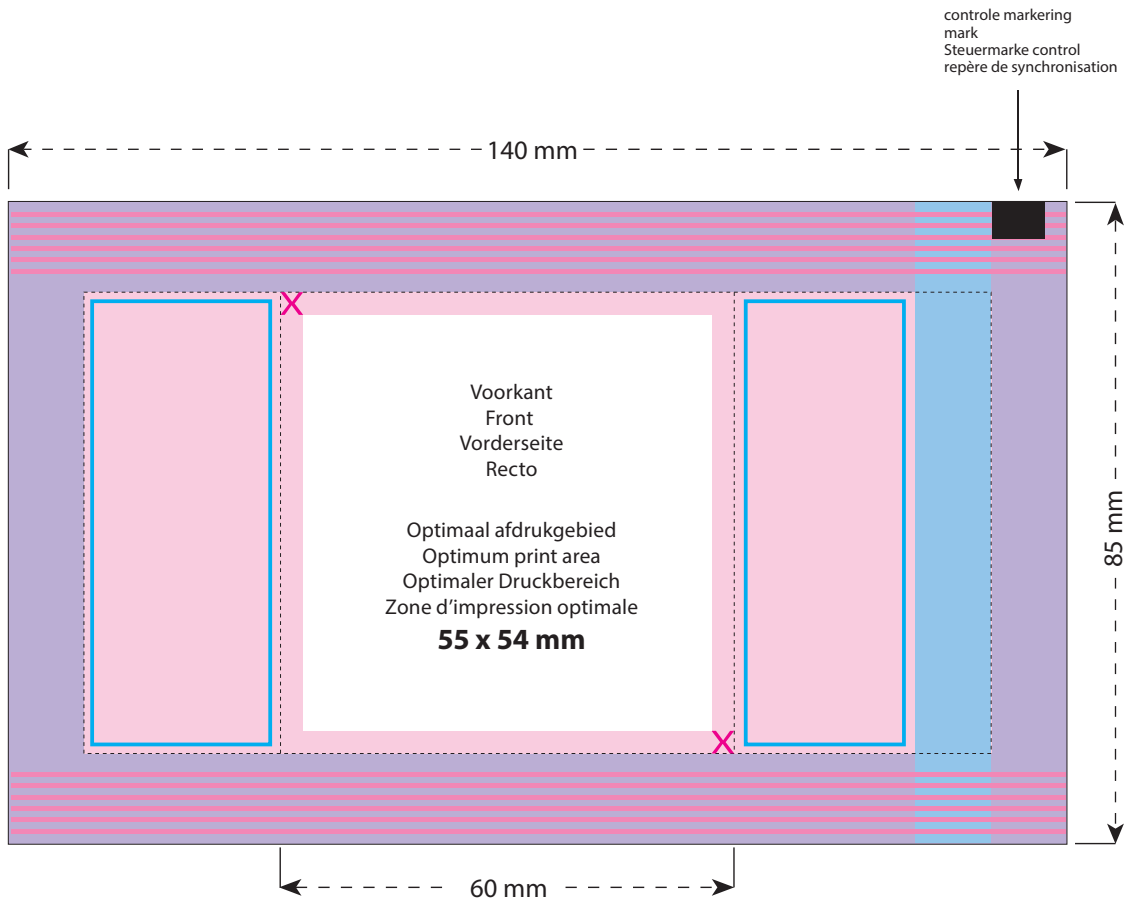 controle markering
mark
Steuermarke control
repère de synchronisation
140 mm
X
Voorkant
Front
Vorderseite
Recto
Optimaal afdrukgebied
Optimum print area
Optimaler Druckbereich
Zone d'impression optimale
55 x 54 mm
85 mm
X
60 mm